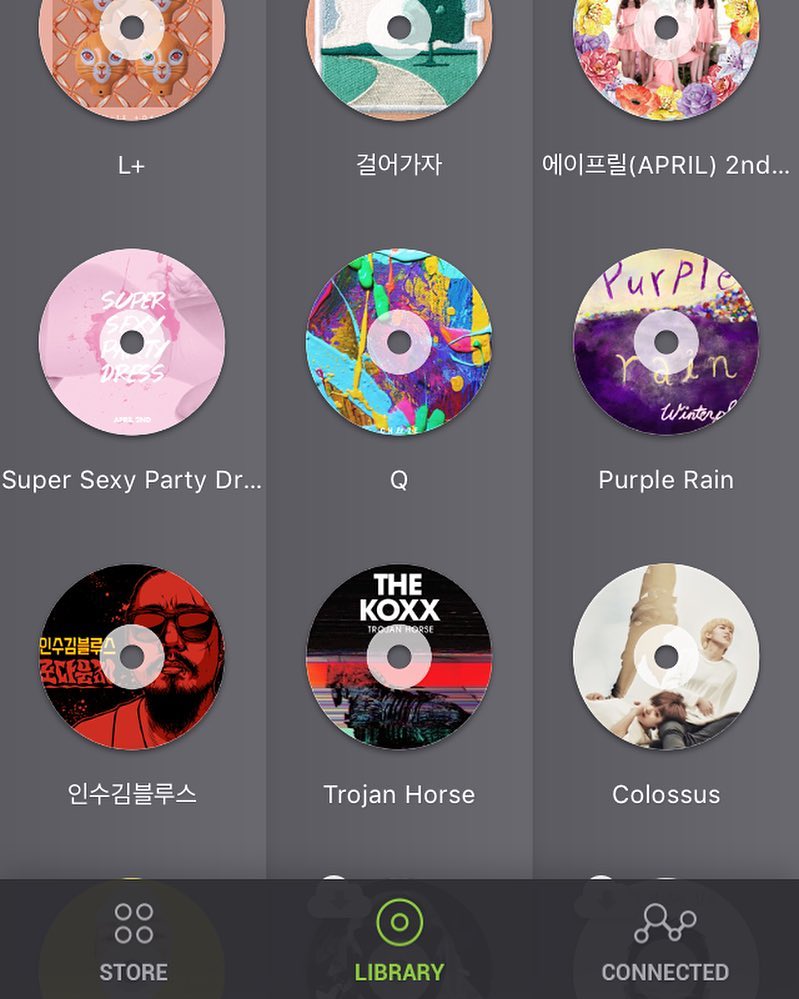 L+
걸어가자
에이프릴(APRIL) 2nd...
SUPER
SEXY
PARTY
DRESS
APRIL 2ND
CHEEZE
Purple
rain
Super Sexy Party Dr...
Q
Purple Rain
인수김블루스
THE
KOXX
TROJAN HORSE
인수김블루스
Trojan Horse
Colossus
STORE
LIBRARY
CONNECTED